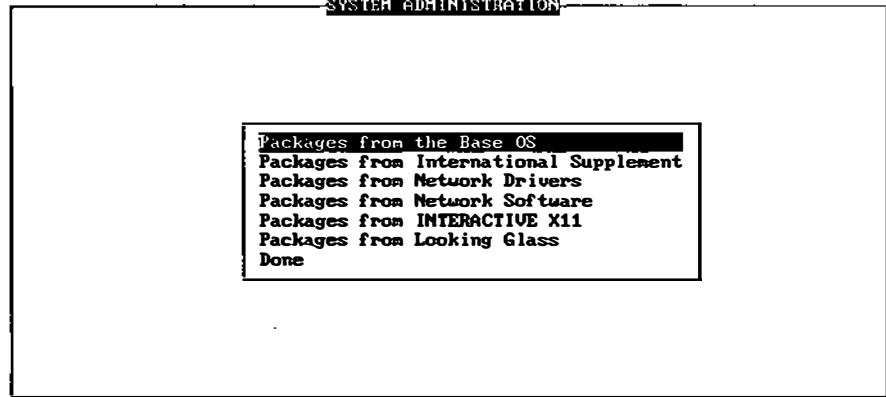 SYSTEM ADMINISTRATION
Packages from the Base OS
Packages from International Supplement
Packages from Network Drivers
Packages from Network Software
Packages from INTERACTIVE X11
Packages from Looking Glass
Done